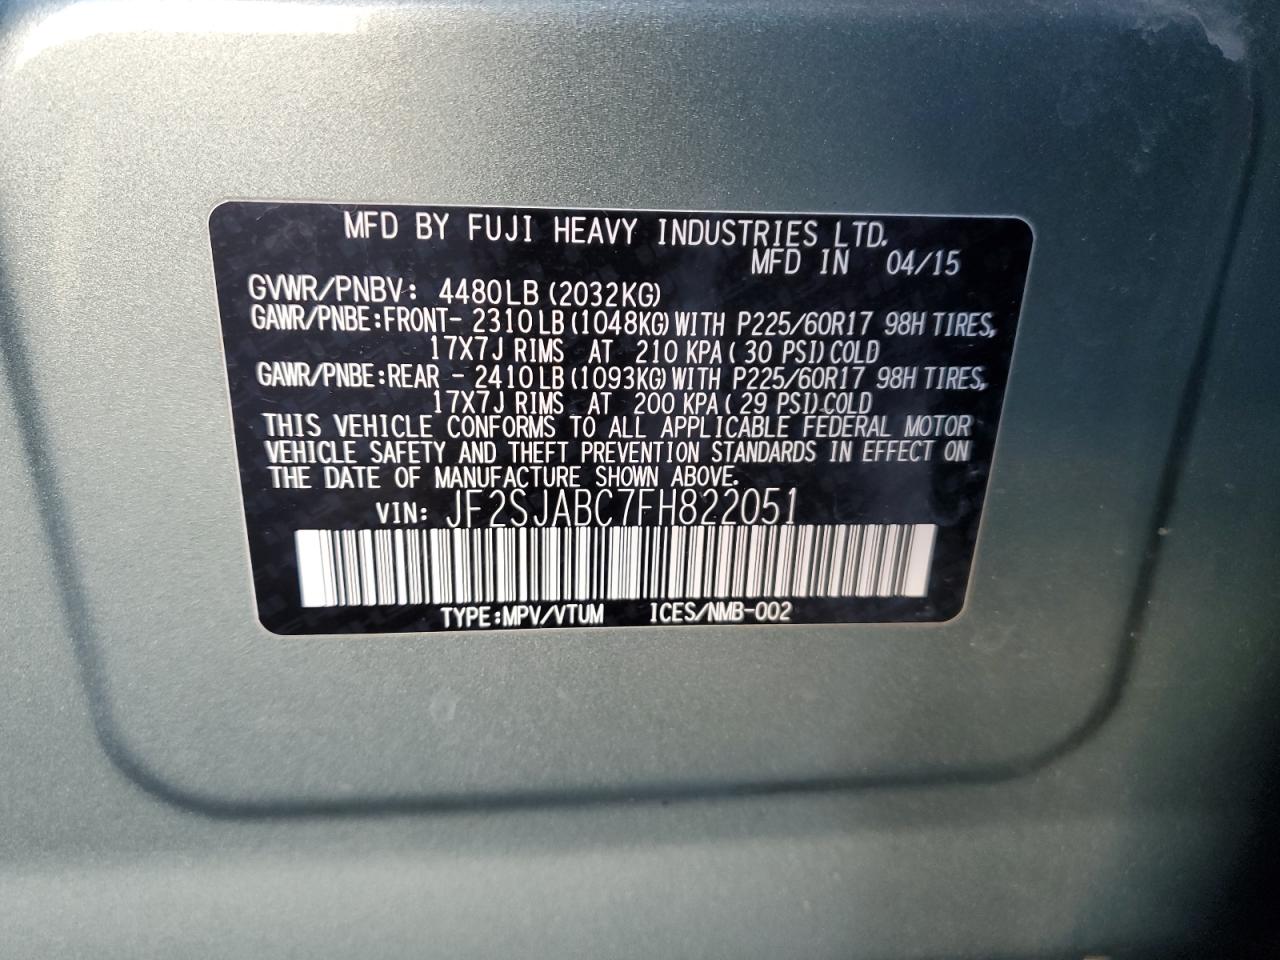 MFD BY FUJI HEAVY INDUSTRIES LTD.
MFD IN 04/15
GVWR/PNBV: 4480LB (2032KG)
GAWR/PNBE:FRONT- 2310LB (1048KG) WITH P225/60R17 98H TIRES,
17X7J RIMS AT 210 KPA ( 30 PSI) COLD
GAWR/PNBE:REAR - 2410LB (1093KG) WITH P225/60R17 98H TIRES,
17X7J RIMS AT 200 KPA ( 29 PSI) COLD
THIS VEHICLE CONFORMS TO ALL APPLICABLE FEDERAL MOTOR
VEHICLE SAFETY AND THEFT PREVENTION STANDARDS IN EFFECT ON
THE DATE OF MANUFACTURE SHOWN ABOVE.
VIN: JF2SJABC7FH822051
TYPE:MPV/VTUM ICES/NMB-002